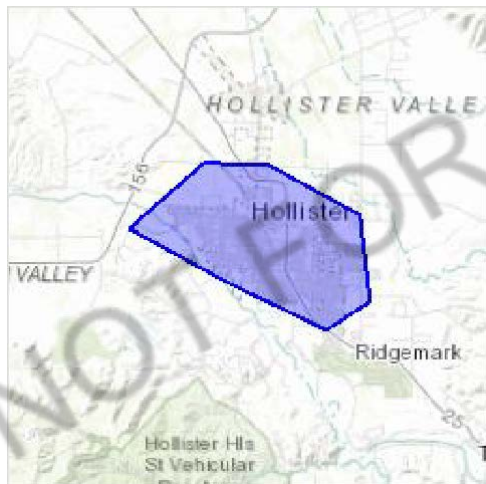 HOLLISTER VALLE
156
Hollister
N VALLEY
NOT FOR
Ridgemark
25
T
Hollister Hls
St Vehicular